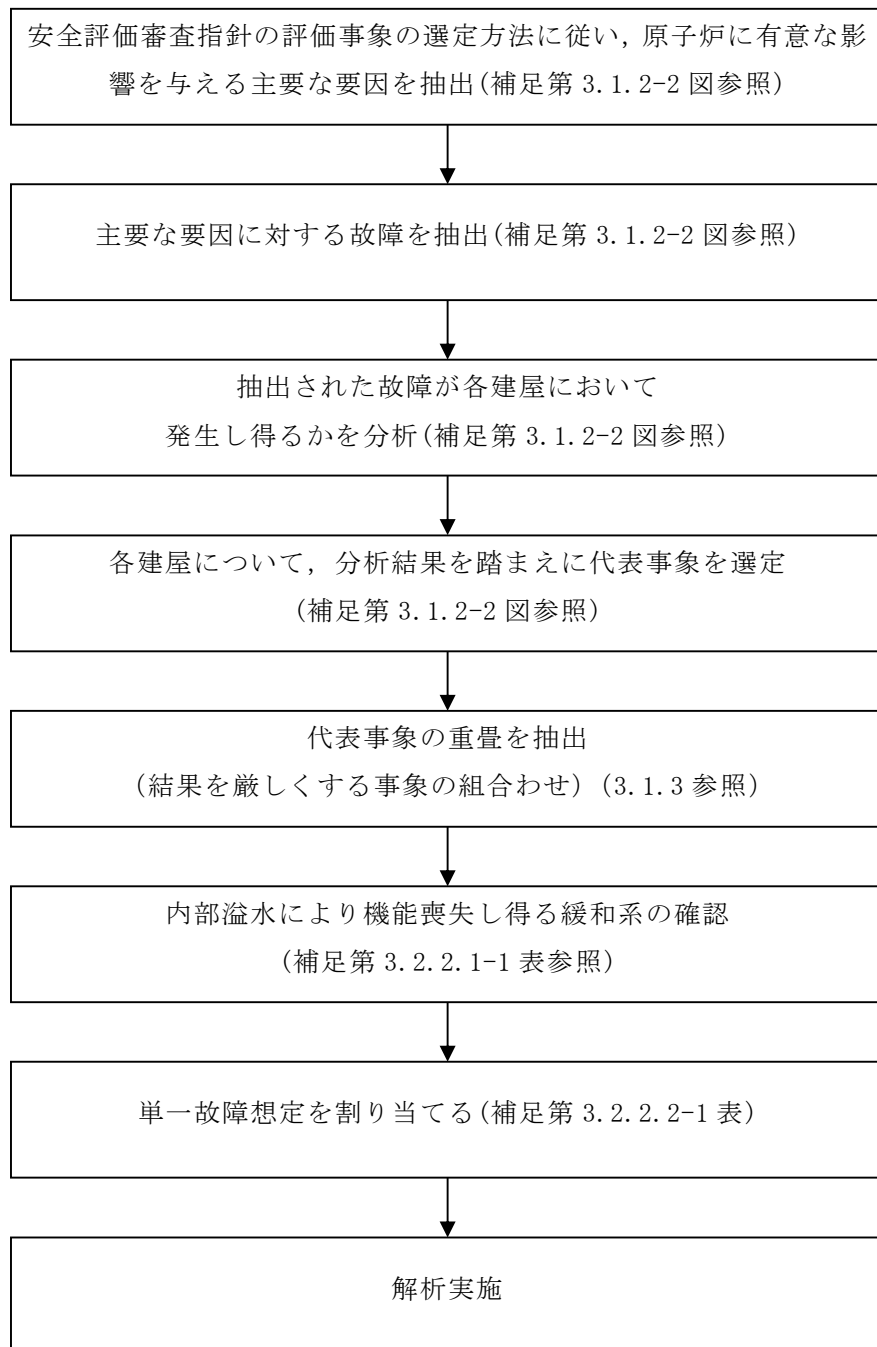 安全評価審査指針の評価事象の選定方法に従い，原子炉に有意な影
響を与える主要な要因を抽出(補足第 3.1.2-2 図参照)
主要な要因に対する故障を抽出(補足第 3.1.2-2 図参照)
抽出された故障が各建屋において
発生し得るかを分析(補足第 3.1.2-2 図参照)
各建屋について，分析結果を踏まえに代表事象を選定
(補足第 3.1.2-2 図参照)
代表事象の重畳を抽出
(結果を厳しくする事象の組合わせ) (3.1.3 参照)
内部溢水により機能喪失し得る緩和系の確認
(補足第 3.2.2.1-1 表参照)
単一故障想定を割り当てる(補足第 3.2.2.2-1 表)
解析実施